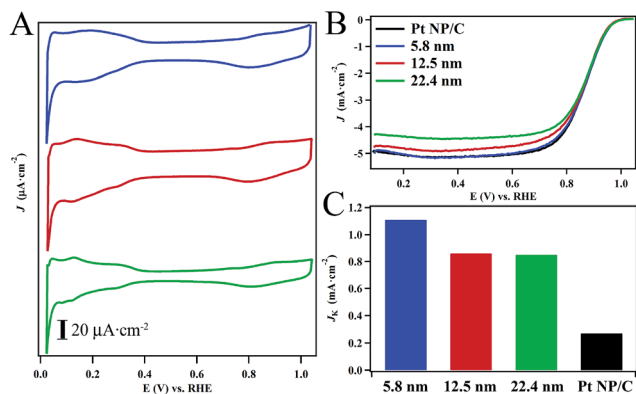 A
J (µA·cm-2)
20 µA·cm-2
0.0 0.2 0.4 0.6 0.8 1.0
E (V) vs. RHE
B
Pt NP/C
5.8 nm
12.5 nm
22.4 nm
J (mA·cm-2)
0
-1
-2
-3
-4
-5
0.2 0.4 0.6 0.8 1.0
E (V) vs. RHE
C
JK (mA·cm-2)
1.2
1.0
0.8
0.6
0.4
0.2
0.0
5.8 nm 12.5 nm 22.4 nm Pt NP/C